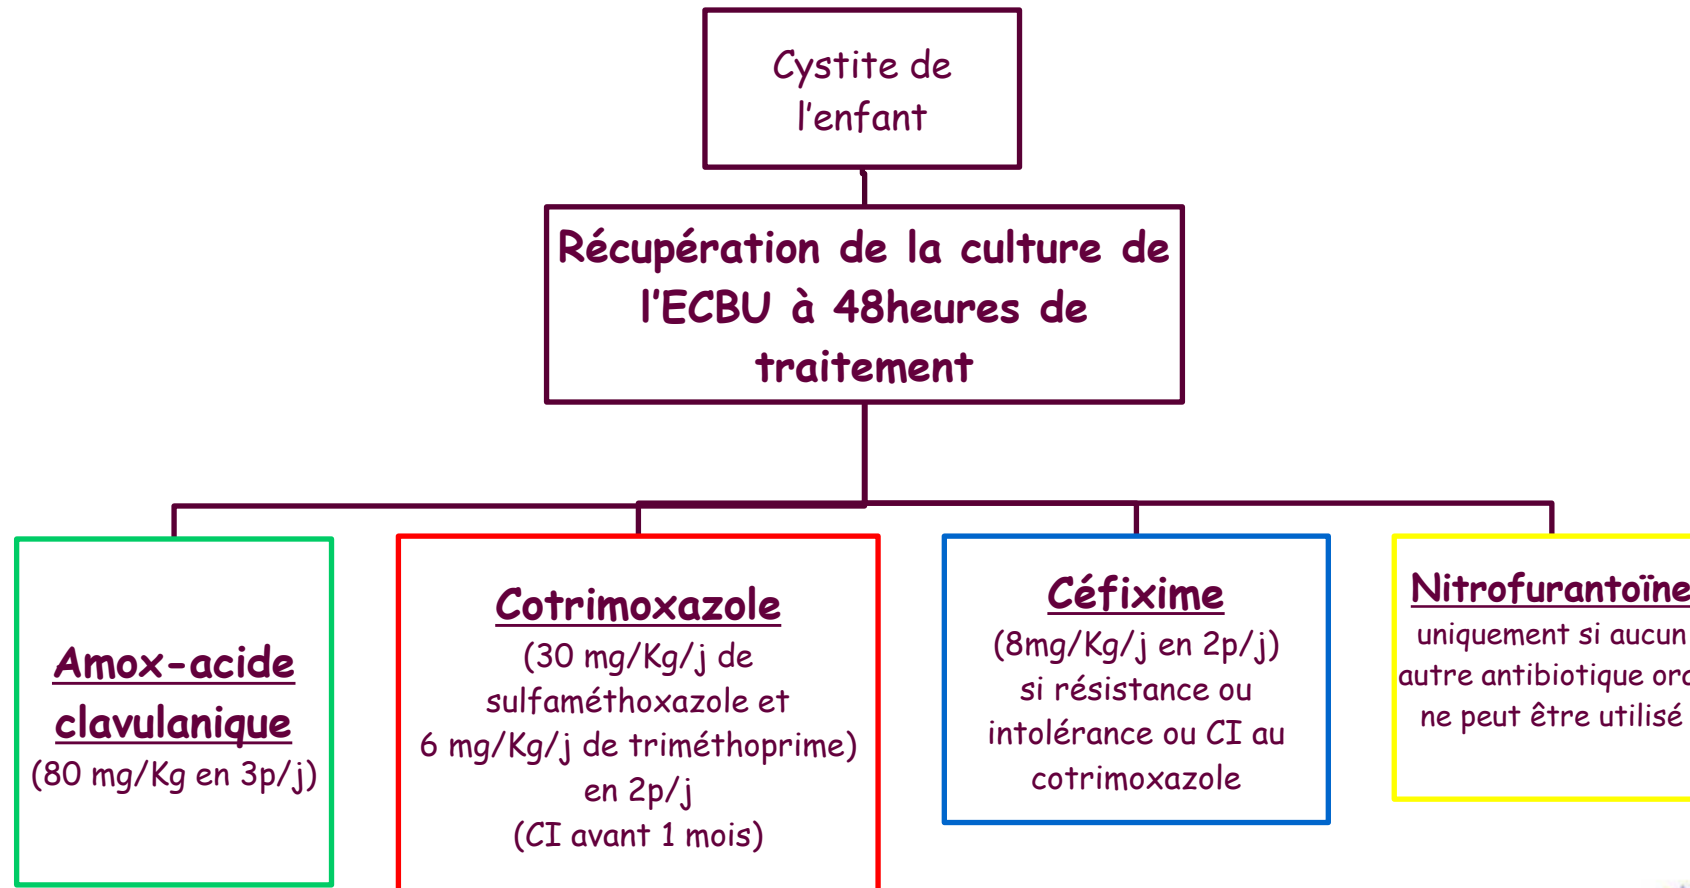 Cystite de
l'enfant
Récupération de la culture de
l'ECBU à 48heures de
traitement
Amox-acide
clavulanique
(80 mg/Kg en 3p/j)
Cotrimoxazole
(30 mg/Kg/j de
sulfaméthoxazole et
6 mg/Kg/j de triméthoprime)
en 2p/j
(CI avant 1 mois)
Céfixime
(8mg/Kg/j en 2p/j)
si résistance ou
intolérance ou CI au
cotrimoxazole
Nitrofurantoïne
uniquement si aucun
autre antibiotique
ne peut être utilisé